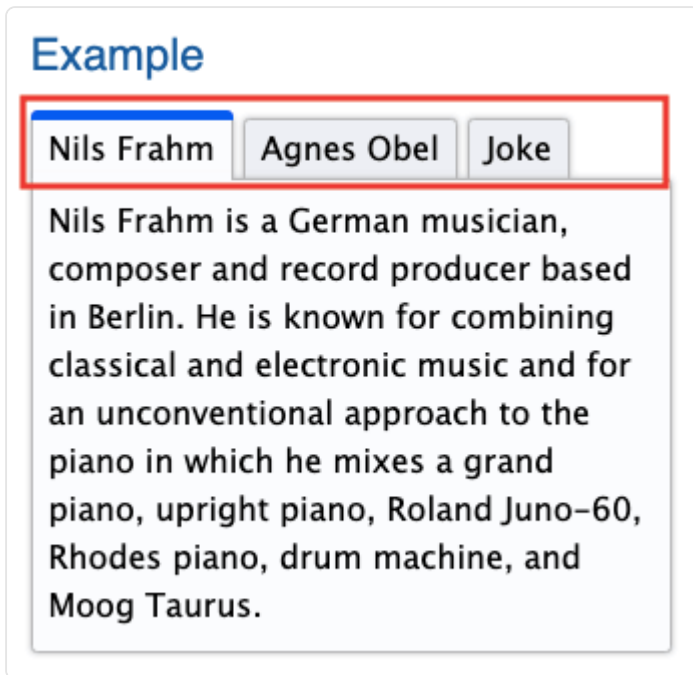 Example
Nils Frahm Agnes Obel Joke
Nils Frahm is a German musician,
composer and record producer based
in Berlin. He is known for combining
classical and electronic music and for
an unconventional approach to the
piano in which he mixes a grand
piano, upright piano, Roland Juno-60,
Rhodes piano, drum machine, and
Moog Taurus.